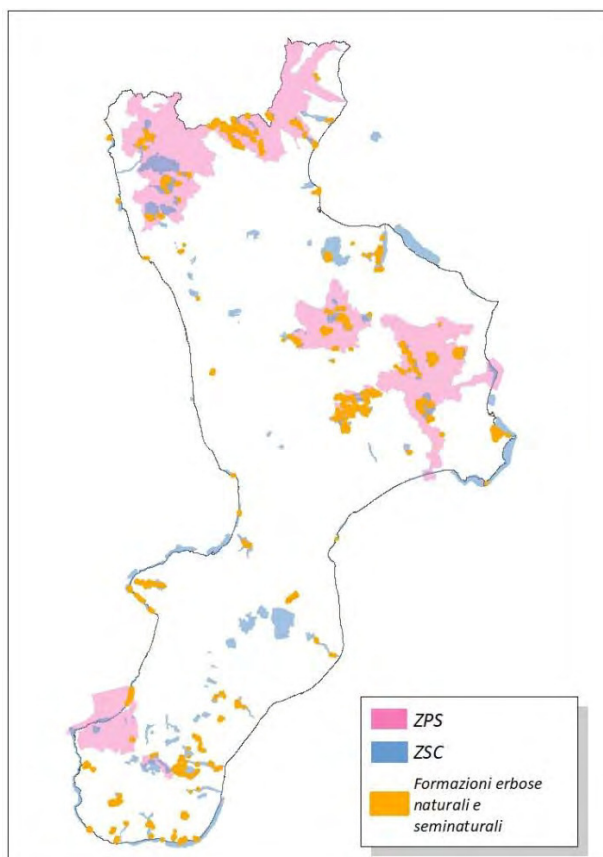 ZPS
ZSC
Formazioni erbose
naturali e
seminaturali